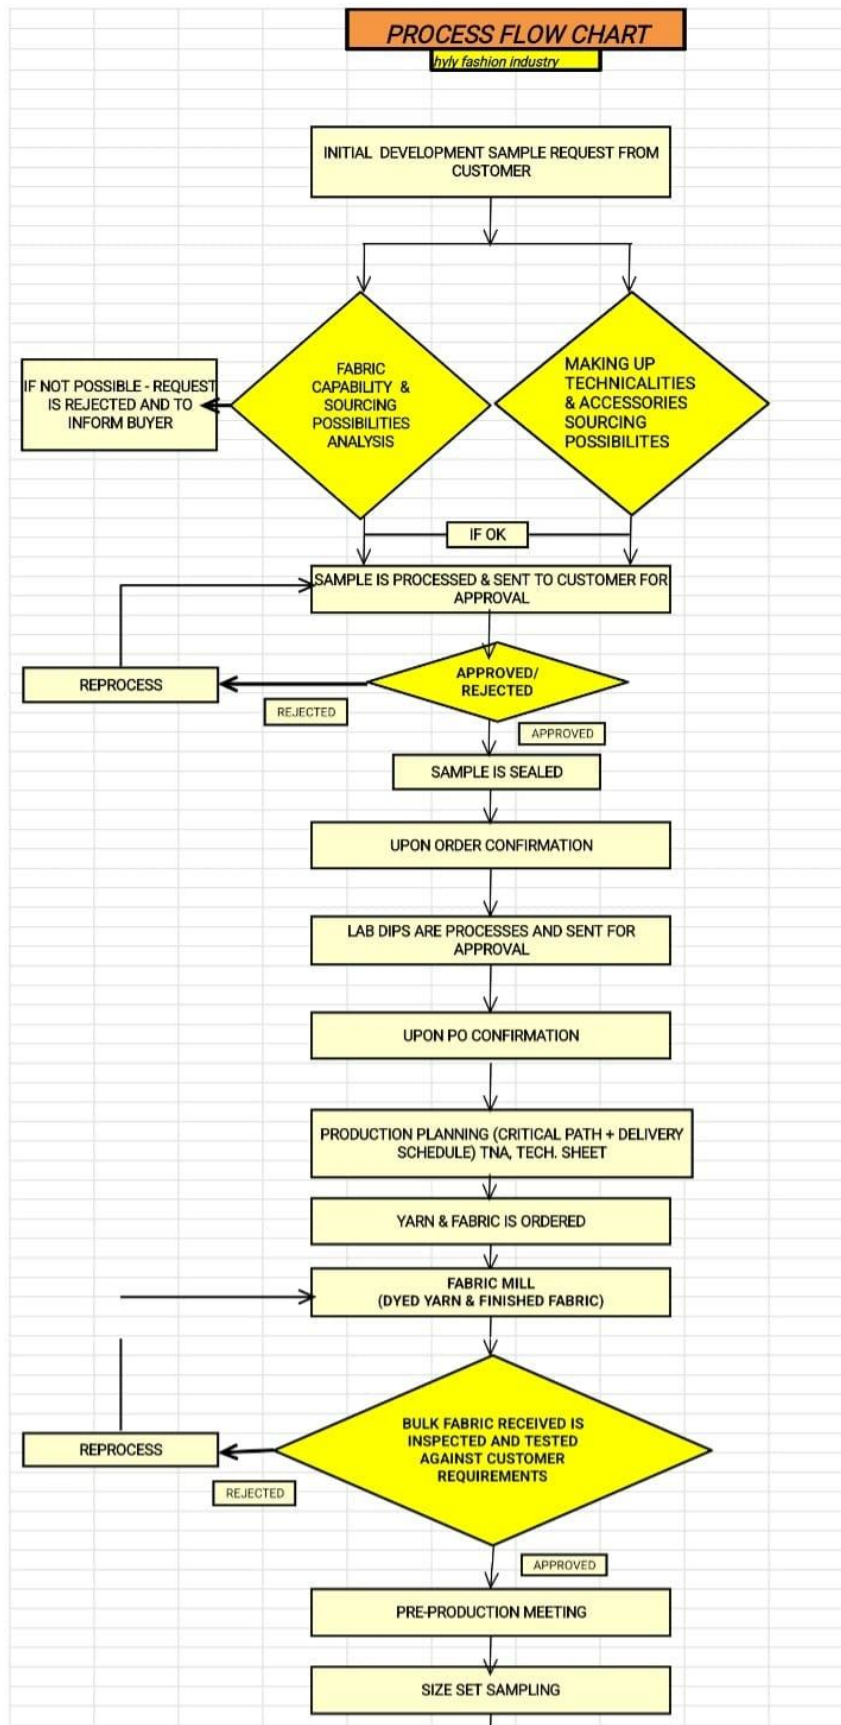 PROCESS FLOW CHART
hyly fashion industry
INITIAL DEVELOPMENT SAMPLE REQUEST FROM
CUSTOMER
FABRIC
CAPABILITY &
SOURCING
POSSIBILITIES
ANALYSIS
MAKING UP
TECHNICALITIES
& ACCESSORIES
SOURCING
POSSIBILITES
IF NOT POSSIBLE - REQUEST
IS REJECTED AND TO
INFORM BUYER
IF OK
SAMPLE IS PROCESSED & SENT TO CUSTOMER FOR
APPROVAL
APPROVED/
REJECTED
REPROCESS
REJECTED
APPROVED
SAMPLE IS SEALED
UPON ORDER CONFIRMATION
LAB DIPS ARE PROCESSES AND SENT FOR
APPROVAL
UPON PO CONFIRMATION
PRODUCTION PLANNING (CRITICAL PATH + DELIVERY
SCHEDULE) TNA, TECH. SHEET
YARN & FABRIC IS ORDERED
FABRIC MILL
(DYED YARN & FINISHED FABRIC)
BULK FABRIC RECEIVED IS
INSPECTED AND TESTED
AGAINST CUSTOMER
REQUIREMENTS
REPROCESS
REJECTED
APPROVED
PRE-PRODUCTION MEETING
SIZE SET SAMPLING